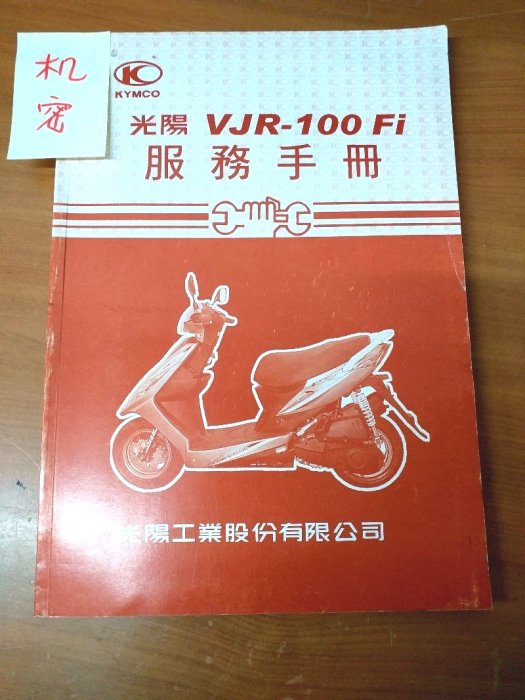 机
密
KYMCO
光陽 VJR-100 Fi
服務手冊
光陽工業股份有限公司